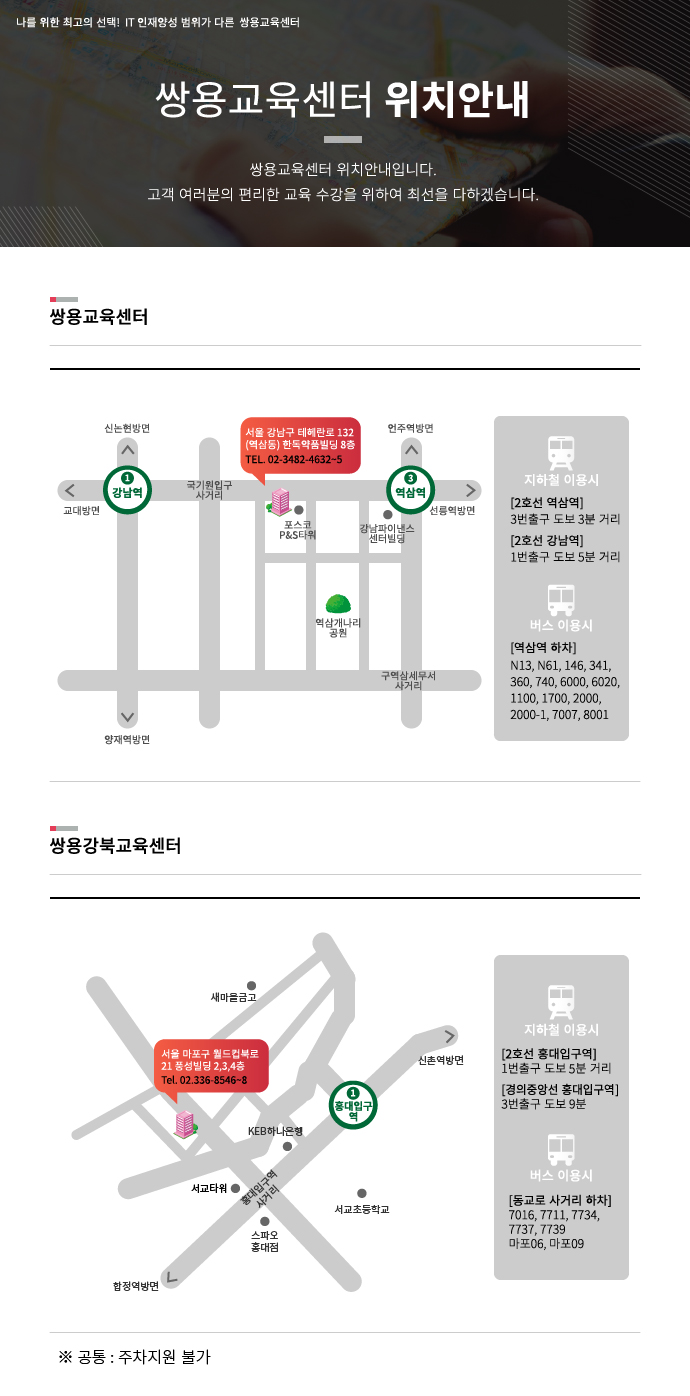 나를 위한 최고의 선택! IT 인재양성 범위가 다른 쌍용교육센터
쌍용교육센터 위치안내
쌍용교육센터 위치안내입니다.
고객 여러분의 편리한 교육 수강을 위하여 최선을 다하겠습니다.
쌍용교육센터
신논현방면
서울 강남구 테헤란로 132
(역삼동) 한독약품빌딩 8층
TEL. 02-3482-4632~5
언주역방면
1
강남역
국기원입구
사거리
3
역삼역
교대방면
선릉역방면
포스코
P&S타워
강남파이낸스
센터빌딩
역삼개나리
공원
구역삼세무서
사거리
양재역방면
지하철 이용시
[2호선 역삼역]
3번출구 도보 3분 거리
[2호선 강남역]
1번출구 도보 5분 거리
버스 이용시
[역삼역 하차]
N13, N61, 146, 341,
360, 740, 6000, 6020,
1100, 1700, 2000,
2000-1, 7007, 8001
쌍용강북교육센터
새마을금고
서울 마포구 월드컵북로
21 풍성빌딩 2,3,4층
Tel. 02.336-8546~8
신촌역방면
1
홍대입구
역
KEB하나은행
서교타워
홍대입구역
사거리
서교초등학교
스파오
홍대점
합정역방면
지하철 이용시
[2호선 홍대입구역]
1번출구 도보 5분 거리
[경의중앙선 홍대입구역]
3번출구 도보 9분
버스 이용시
[동교로 사거리 하차]
7016, 7711, 7734,
7737, 7739
마포06, 마포09
※ 공통 : 주차지원 불가